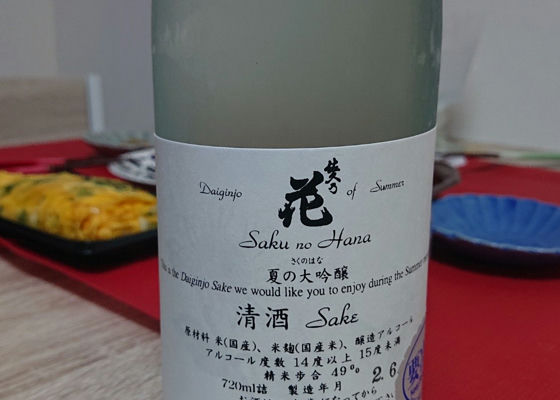 佐久乃
花
Daiginjo of Summer
Saku no Hana
さくのはな
夏の大吟醸
is the Daiginjo Sake we would like you to enjoy during the Summer
清酒 Sake
原材料 米(国産)、米麹(国産米)、醸造アルコール
アルコール度数 14度以上 15度未満
精米歩合 49%
720ml詰 製造年月 2.6